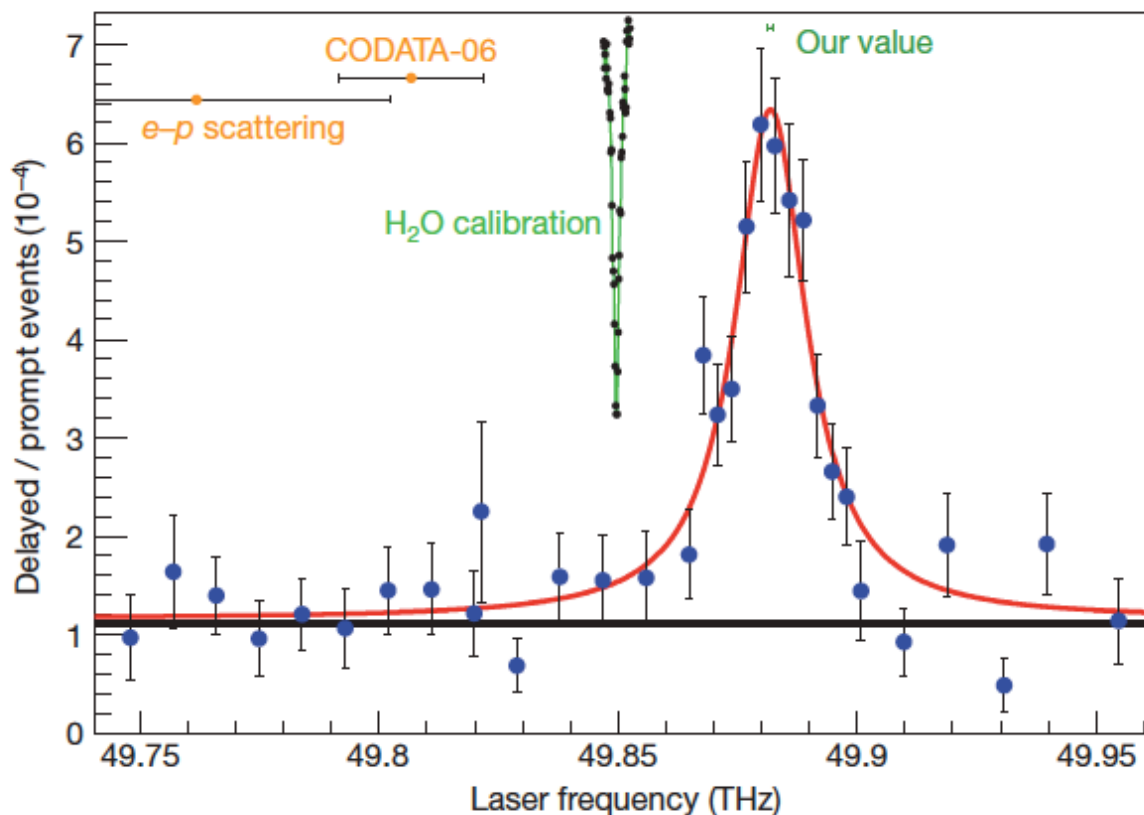 7
CODATA-06
Our value
e–p scattering
6
H₂O calibration
5
4
3
2
1
0
Delayed / prompt events (10⁻⁴)
49.75
49.8
49.85
49.9
49.95
Laser frequency (THz)